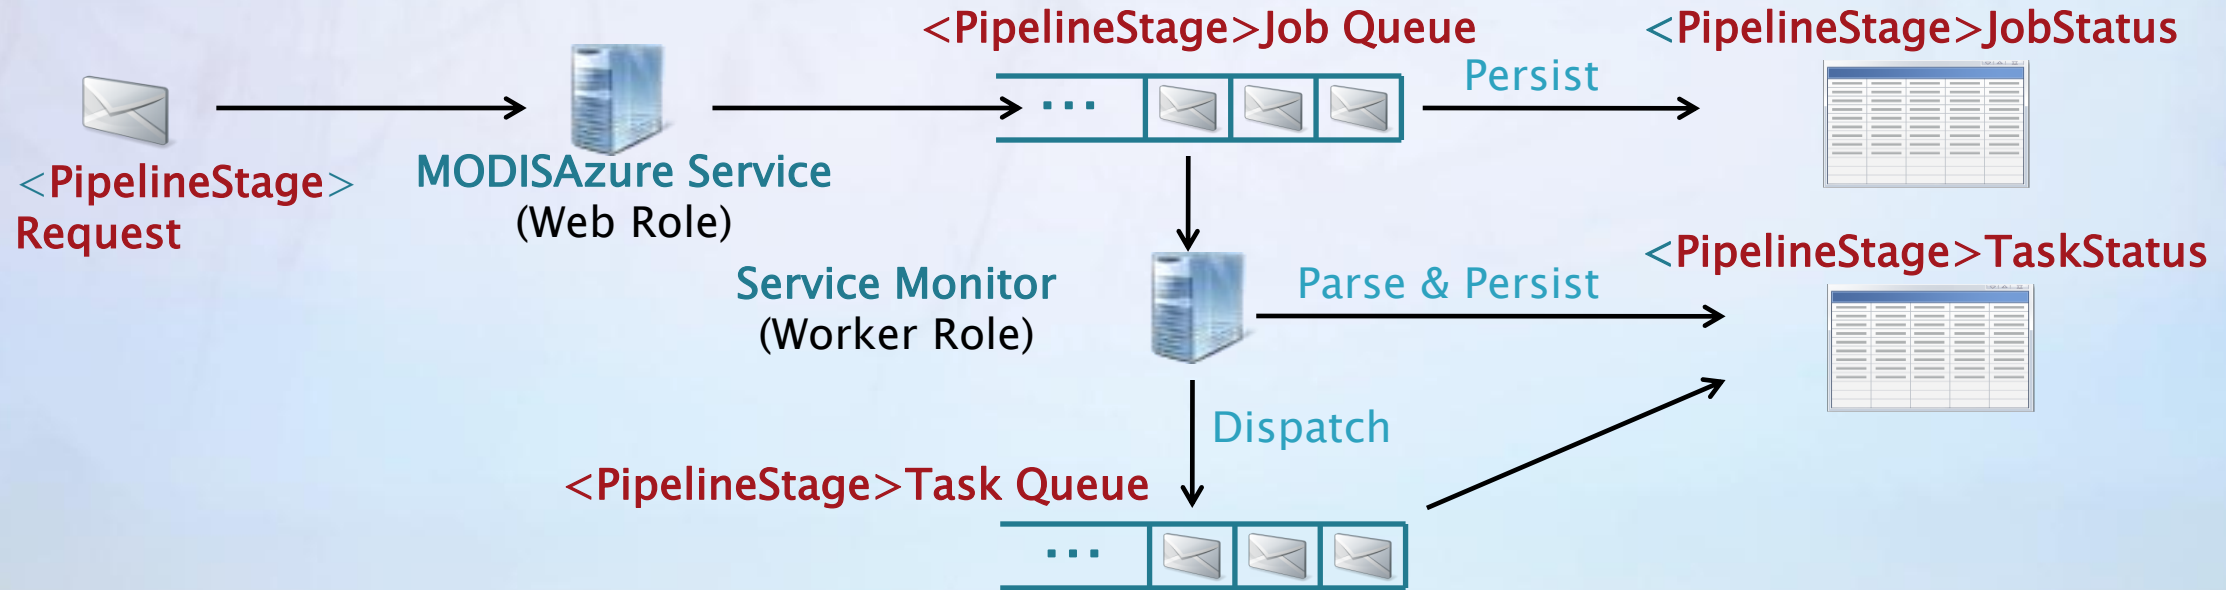 <PipelineStage>Job Queue
<PipelineStage>JobStatus
Persist
<PipelineStage>
Request
MODISAzure Service
(Web Role)
...
<PipelineStage>TaskStatus
Service Monitor
(Worker Role)
Parse & Persist
Dispatch
<PipelineStage>Task Queue
...